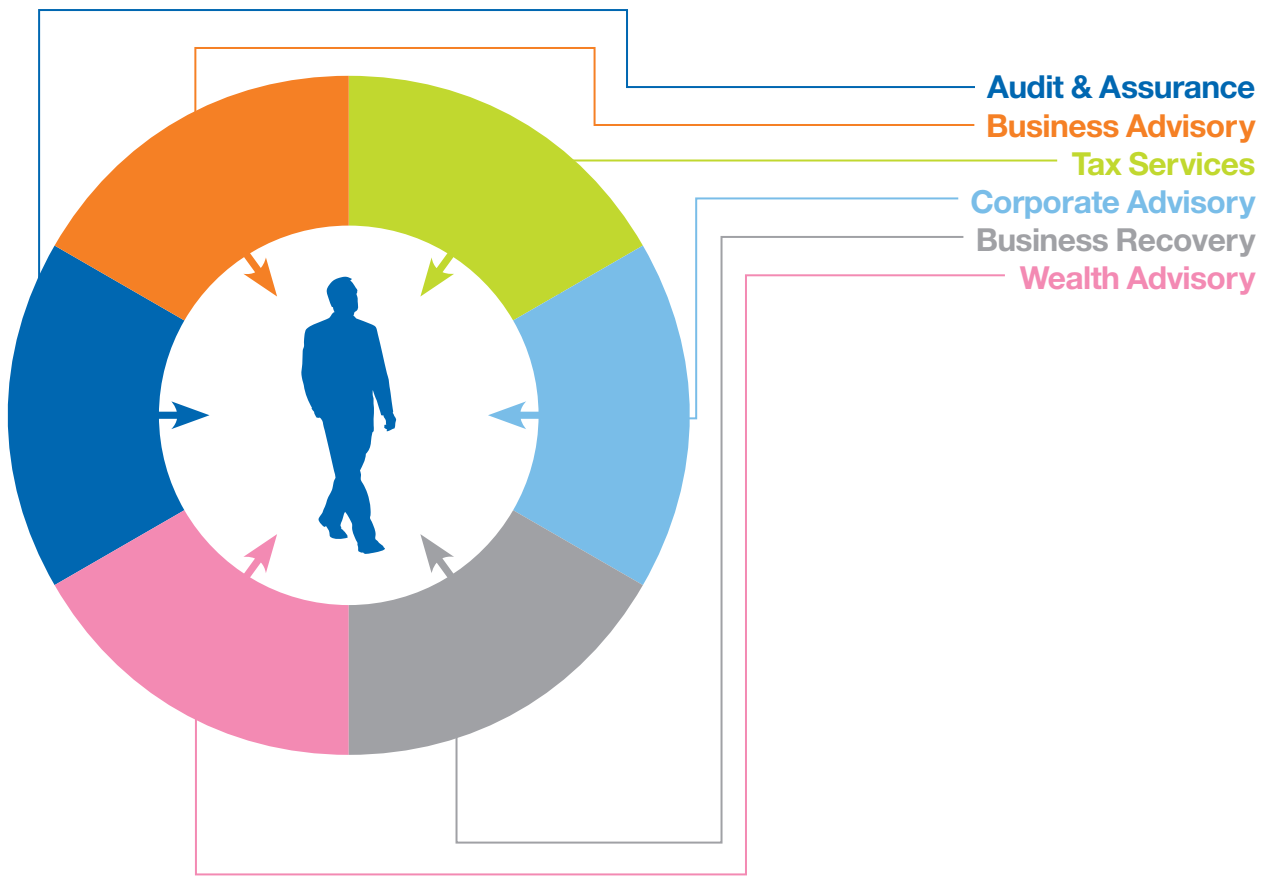 Audit & Assurance
Business Advisory
Tax Services
Corporate Advisory
Business Recovery
Wealth Advisory